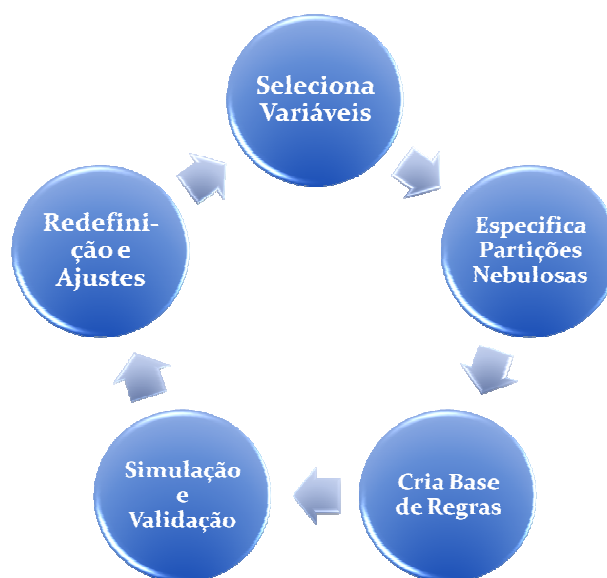 Seleciona
Variáveis
Especifica
Partições
Nebulosas
Cria Base
de Regras
Simulação
e
Validação
Redefini-
ção e
Ajustes